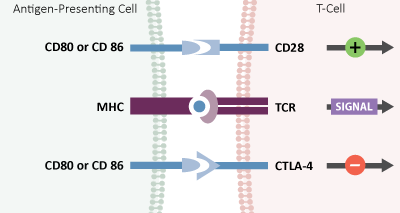 Antigen-Presenting Cell T-Cell
CD80 or CD 86 CD28 +
MHC TCR SIGNAL
CD80 or CD 86 CTLA-4 −